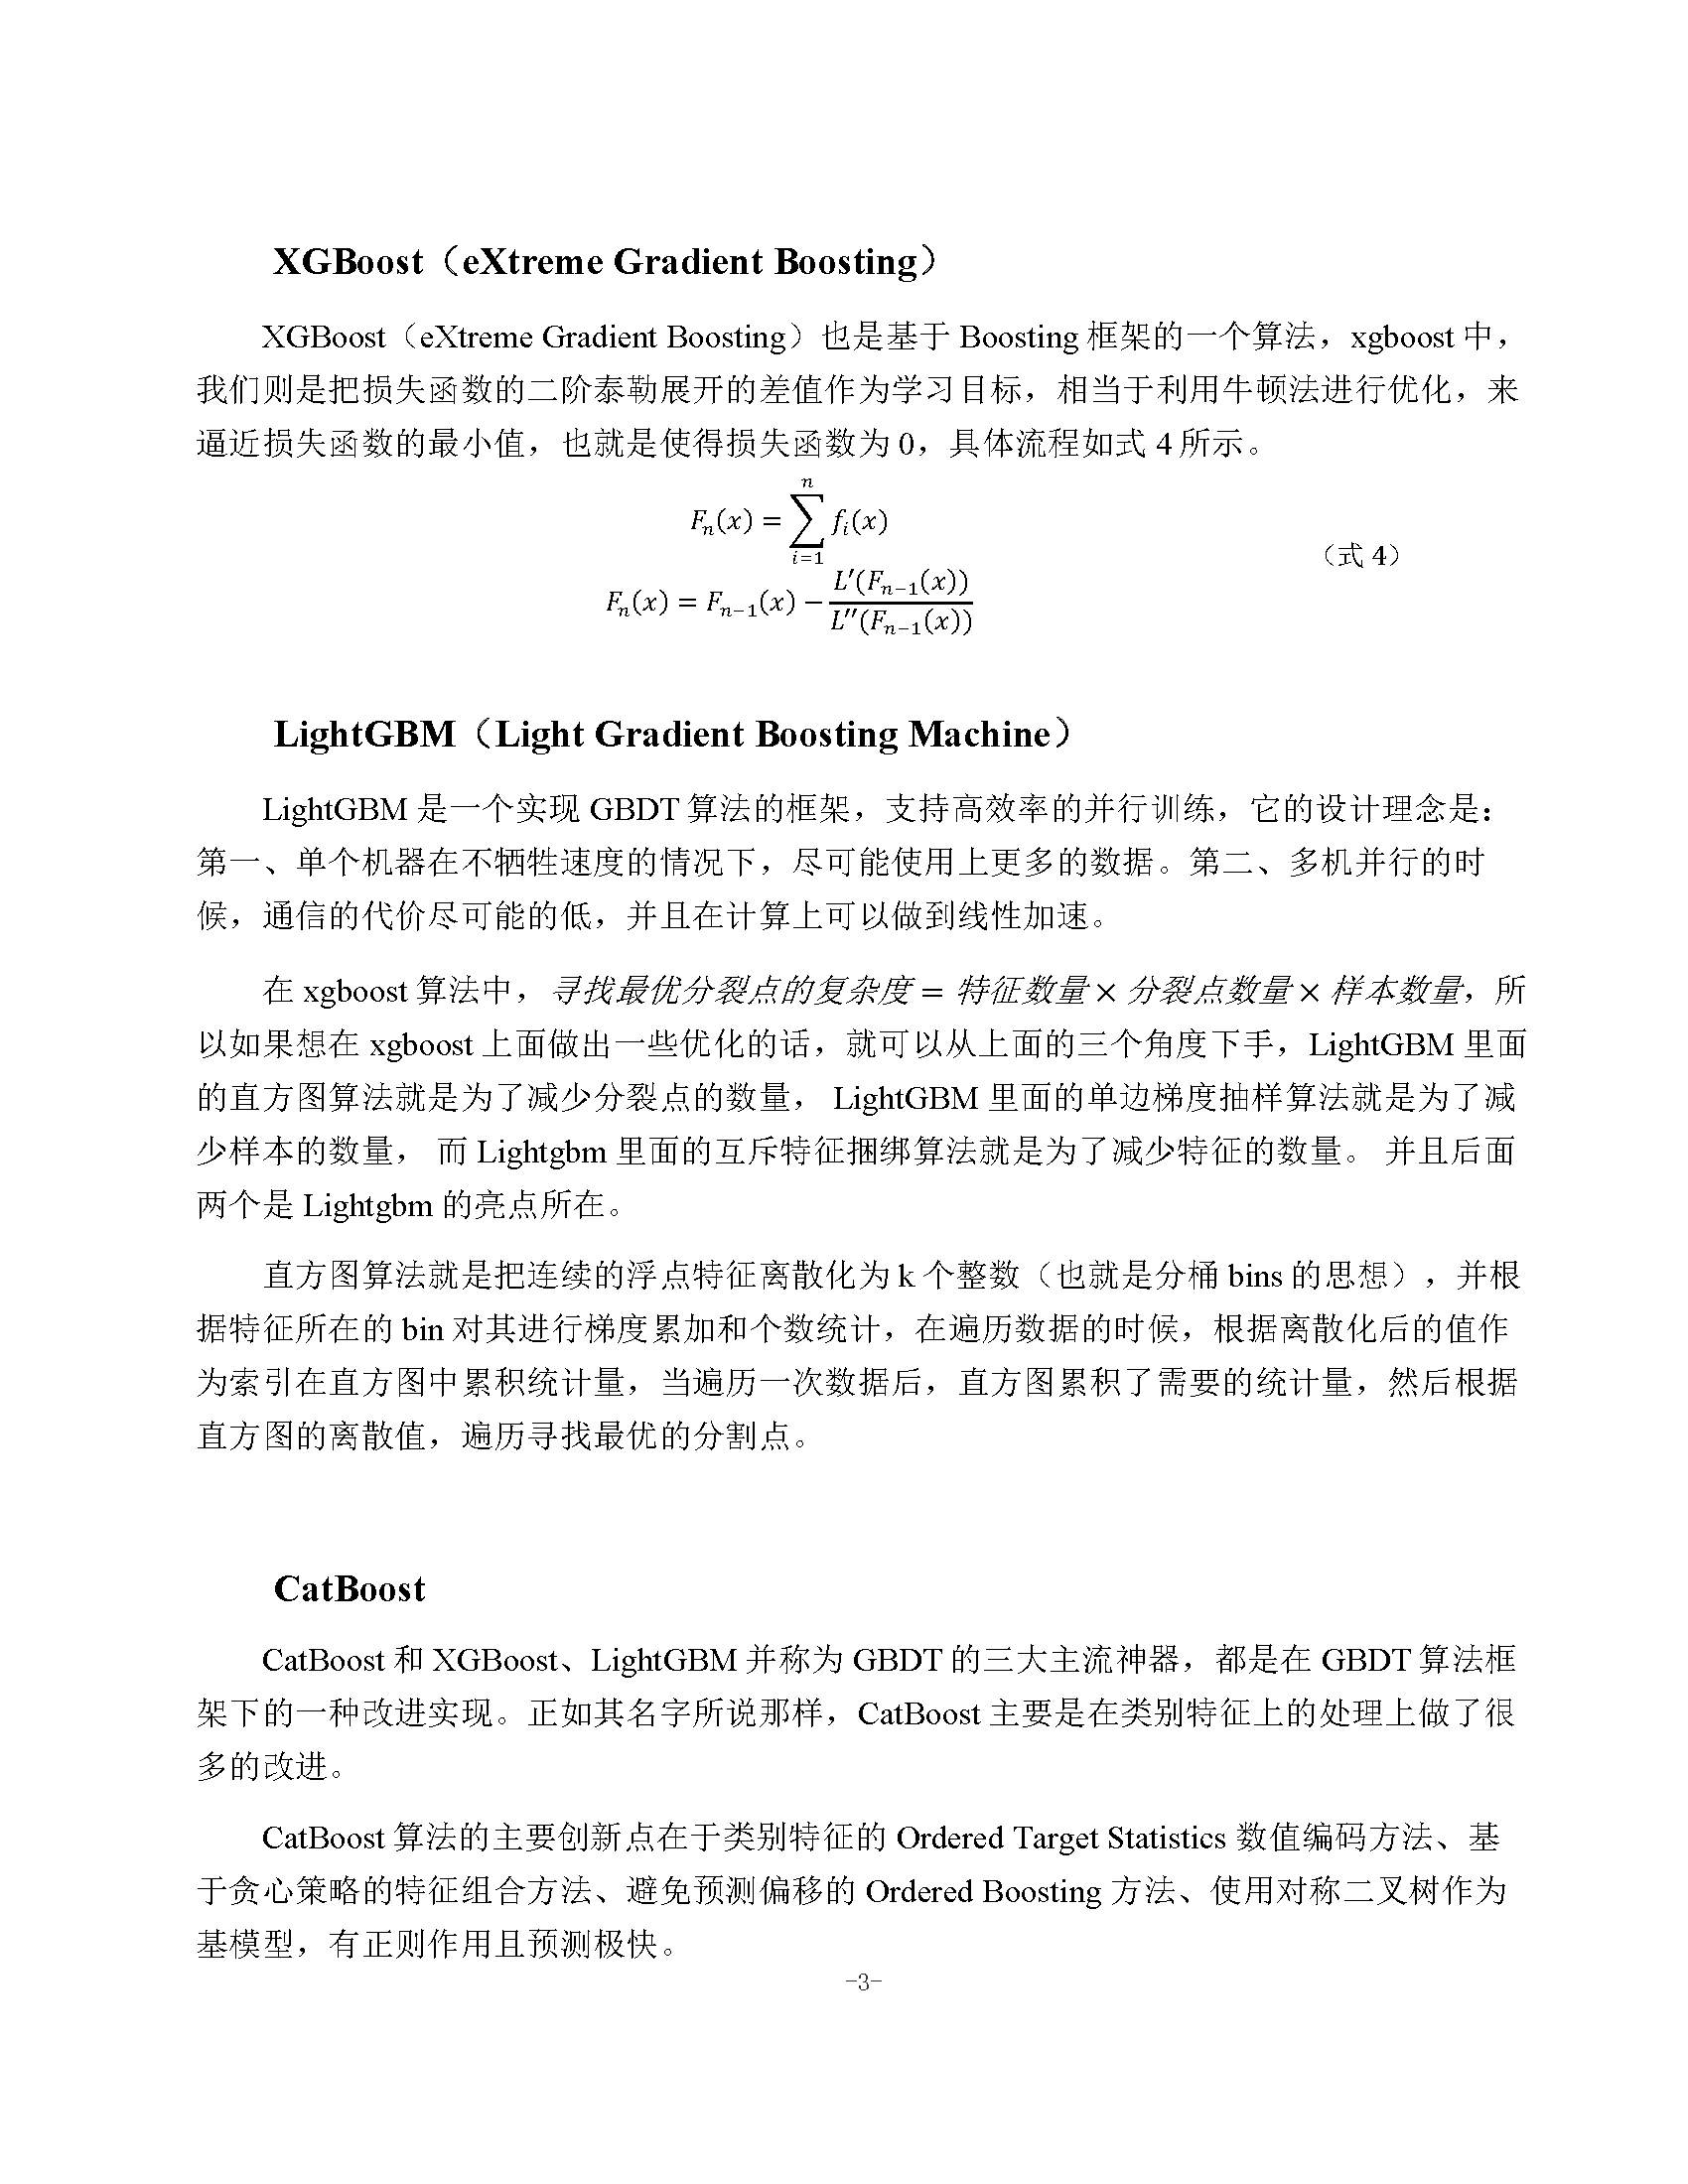 XGBoost（eXtreme Gradient Boosting）
XGBoost（eXtreme Gradient Boosting）也是基于 Boosting 框架的一个算法，xgboost 中，
我们则是把损失函数的二阶泰勒展开的差值作为学习目标，相当于利用牛顿法进行优化，来
逼近损失函数的最小值，也就是使得损失函数为 0，具体流程如式 4 所示。
$$F_n(x) = \sum_{i=1}^{n} f_i(x)$$
（式 4）
$$F_n(x) = F_{n-1}(x) - \frac{L'(F_{n-1}(x))}{L''(F_{n-1}(x))}$$
LightGBM（Light Gradient Boosting Machine）
LightGBM 是一个实现 GBDT 算法的框架，支持高效率的并行训练，它的设计理念是：
第一、单个机器在不牺牲速度的情况下，尽可能使用上更多的数据。第二、多机并行的时
候，通信的代价尽可能的低，并且在计算上可以做到线性加速。
在 xgboost 算法中，寻找最优分裂点的复杂度 = 特征数量 × 分裂点数量 × 样本数量，所
以如果想在 xgboost 上面做出一些优化的话，就可以从上面的三个角度下手，LightGBM 里面
的直方图算法就是为了减少分裂点的数量， LightGBM 里面的单边梯度抽样算法就是为了减
少样本的数量， 而 Lightgbm 里面的互斥特征捆绑算法就是为了减少特征的数量。 并且后面
两个是 Lightgbm 的亮点所在。
直方图算法就是把连续的浮点特征离散化为 k 个整数（也就是分桶 bins 的思想），并根
据特征所在的 bin 对其进行梯度累加和个数统计，在遍历数据的时候，根据离散化后的值作
为索引在直方图中累积统计量，当遍历一次数据后，直方图累积了需要的统计量，然后根据
直方图的离散值，遍历寻找最优的分割点。
CatBoost
CatBoost 和 XGBoost、LightGBM 并称为 GBDT 的三大主流神器，都是在 GBDT 算法框
架下的一种改进实现。正如其名字所说那样，CatBoost 主要是在类别特征上的处理上做了很
多的改进。
CatBoost 算法的主要创新点在于类别特征的 Ordered Target Statistics 数值编码方法、基
于贪心策略的特征组合方法、避免预测偏移的 Ordered Boosting 方法、使用对称二叉树作为
基模型，有正则作用且预测极快。
-3-